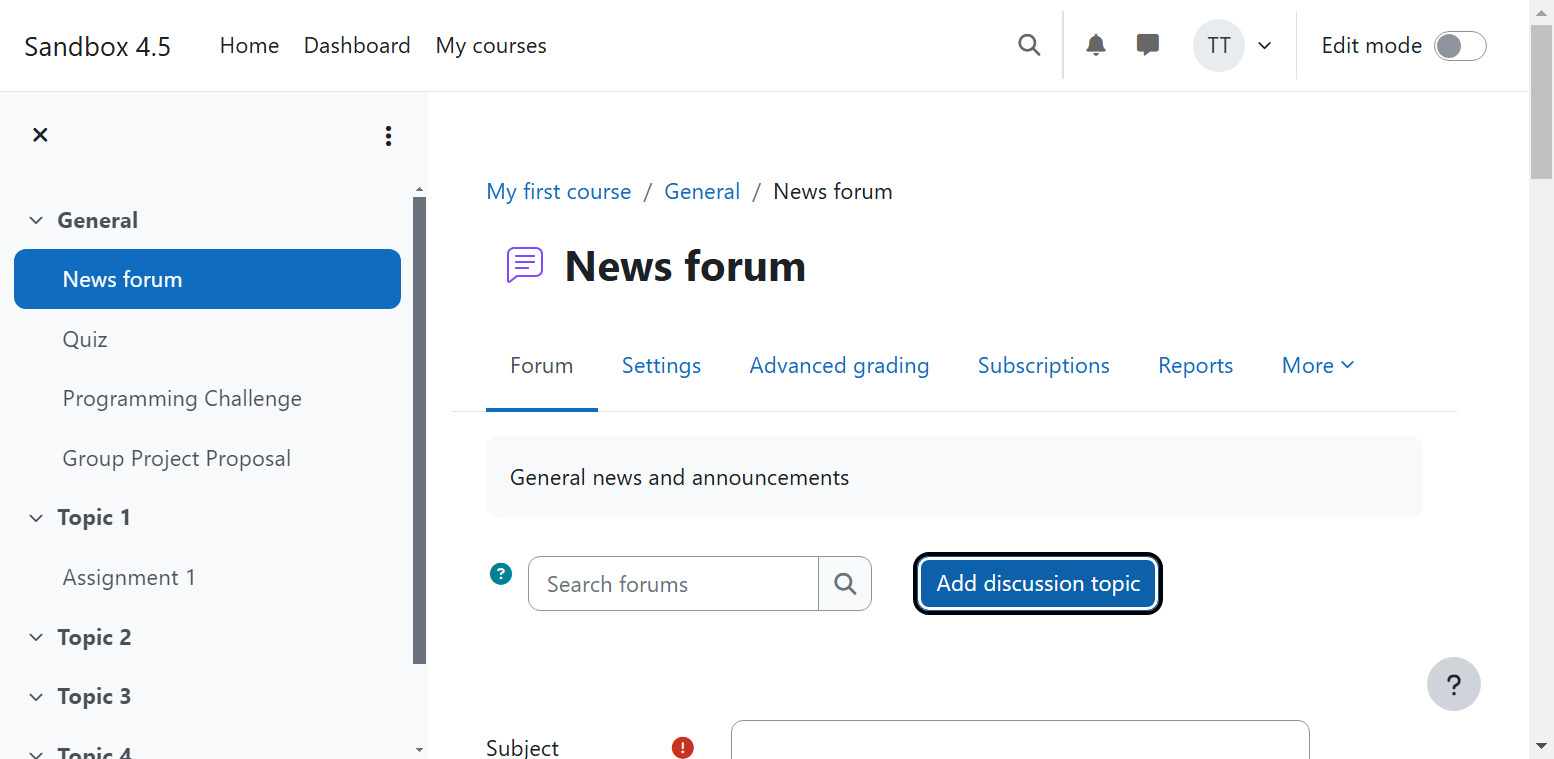 Sandbox 4.5 Home Dashboard My courses TT Edit mode
General
News forum
Quiz
Programming Challenge
Group Project Proposal
Topic 1
Assignment 1
Topic 2
Topic 3
Topic 4
My first course / General / News forum
News forum
Forum Settings Advanced grading Subscriptions Reports More
General news and announcements
? Search forums Add discussion topic
?
Subject !